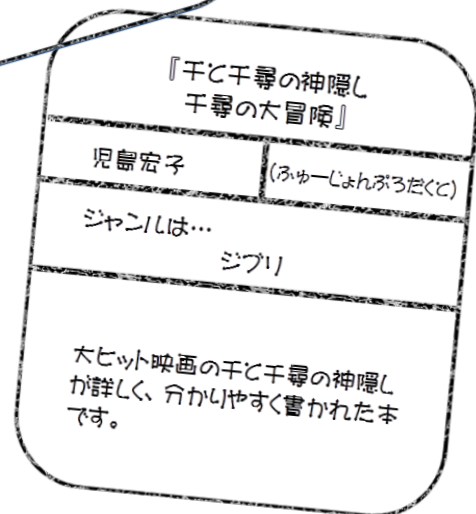 『千と千尋の神隠し
千尋の大冒険』
児島宏子
(ふゅーじょんぷろだくと)
ジャンルは…
ジブリ
大ヒット映画の千と千尋の神隠し
が詳しく、分かりやすく書かれた本
です。